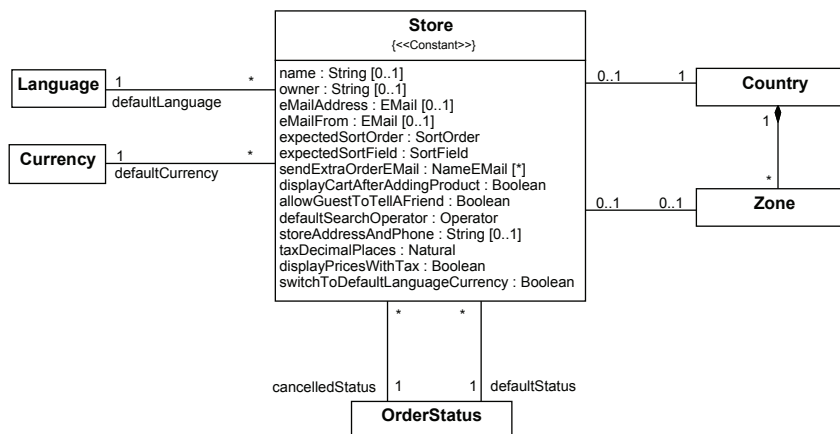 Store
{<<Constant>>}
name : String [0..1]
owner : String [0..1]
eMailAddress : EMail [0..1]
eMailFrom : EMail [0..1]
expectedSortOrder : SortOrder
expectedSortField : SortField
sendExtraOrderEMail : NameEMail [*]
displayCartAfterAddingProduct : Boolean
allowGuestToTellAFriend : Boolean
defaultSearchOperator : Operator
storeAddressAndPhone : String [0..1]
taxDecimalPlaces : Natural
displayPricesWithTax : Boolean
switchToDefaultLanguageCurrency : Boolean
Language
1
*
defaultLanguage
Currency
1
*
defaultCurrency
0..1
1
Country
1
*
0..1
0..1
Zone
*
*
cancelledStatus
1
1
defaultStatus
OrderStatus